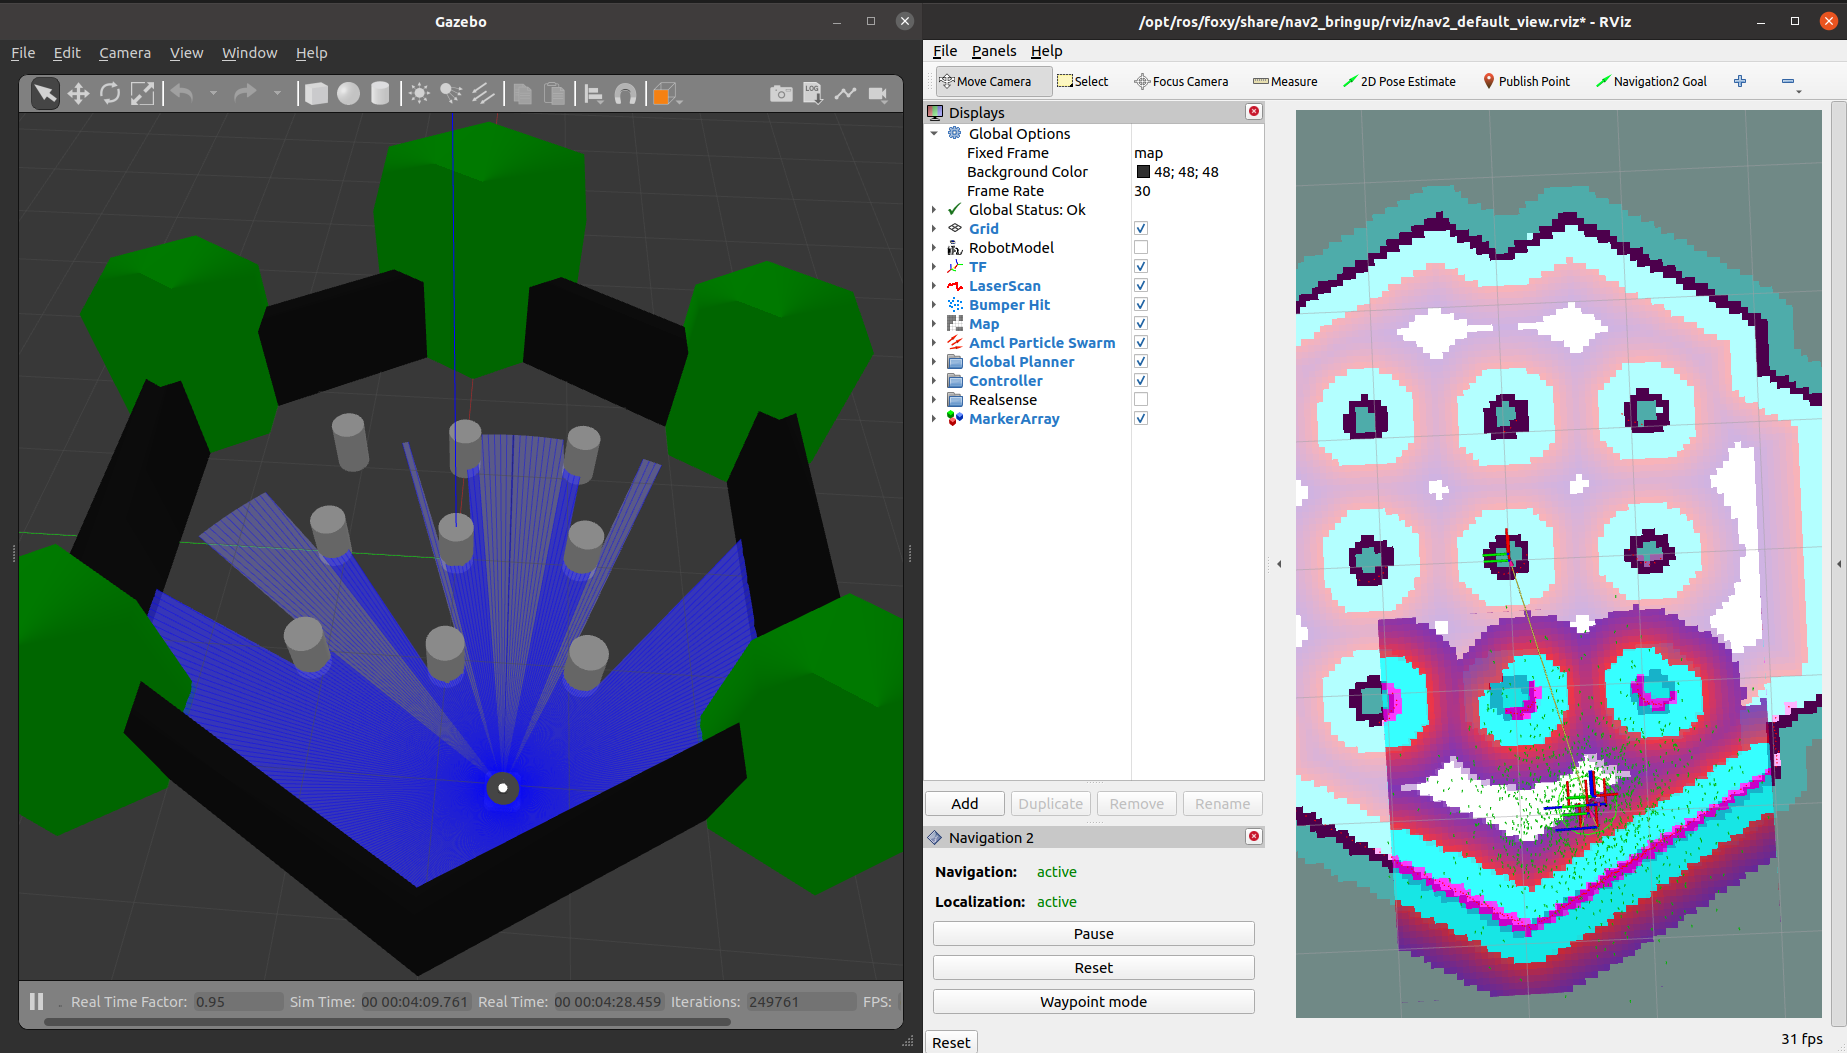 Gazebo
File Edit Camera View Window Help
LOG
Real Time Factor: 0.95 Sim Time: 00 00:04:09.761 Real Time: 00 00:04:28.459 Iterations: 249761 FPS:
/opt/ros/foxy/share/nav2_bringup/rviz/nav2_default_view.rviz* - RViz
File Panels Help
Move Camera Select Focus Camera Measure 2D Pose Estimate Publish Point Navigation2 Goal
Displays
Global Options
Fixed Frame map
Background Color 48; 48; 48
Frame Rate 30
Global Status: Ok
Grid
RobotModel
TF
LaserScan
Bumper Hit
Map
Amcl Particle Swarm
Global Planner
Controller
Realsense
MarkerArray
Add Duplicate Remove Rename
Navigation 2
Navigation: active
Localization: active
Pause
Reset
Waypoint mode
Reset
31 fps